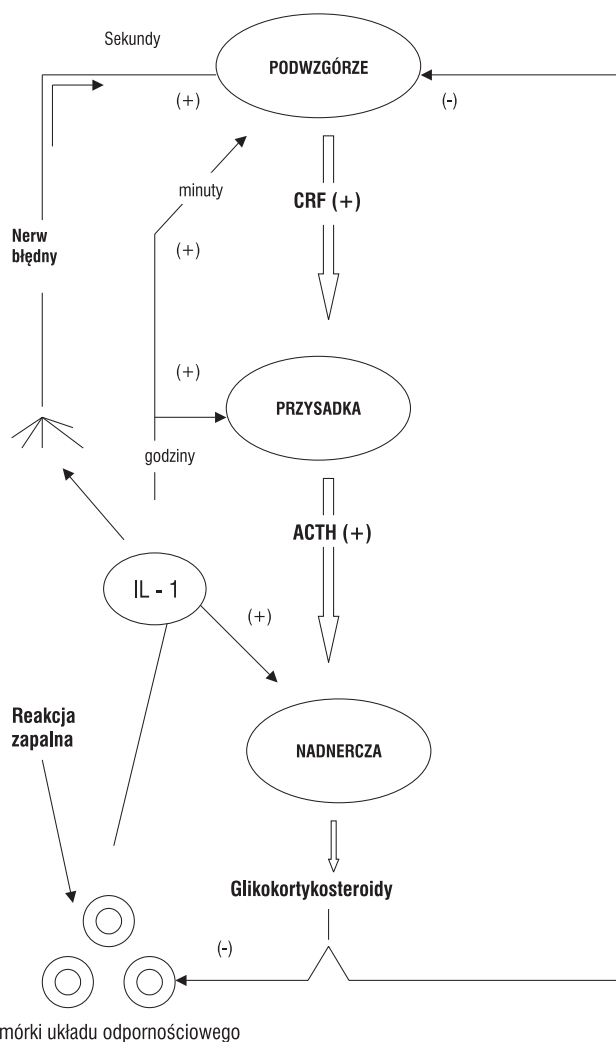 Sekundy
PODWZGÓRZE
(+)
(-)
minuty
CRF (+)
Nerw
błędny
(+)
(+)
PRZYSADKA
godziny
ACTH (+)
IL - 1
(+)
Reakcja
zapalna
NADNERCZA
Glikokortykosteroidy
(-)
mórki układu odpornościowego